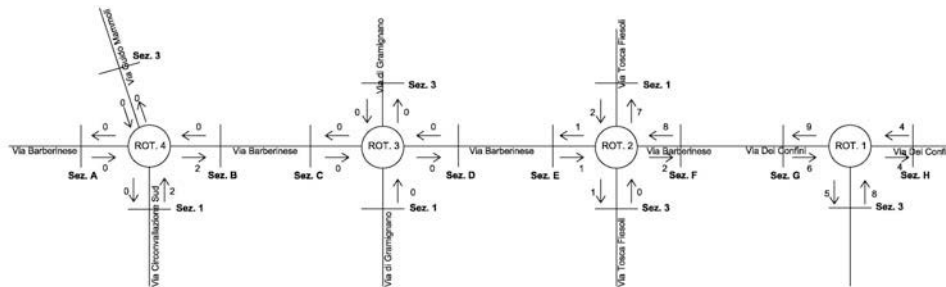 Via Guido Mammoli
Sez. 3
0
0
0
0
ROT. 4
Via Barberinese
0
2
Sez. A
Sez. B
0
2
Sez. 1
Via Circonvallazione Sud
Via Barberinese
Via di Gramignano
Sez. 3
0
0
0
0
ROT. 3
0
0
Sez. C
Sez. D
0
Sez. 1
Via di Gramignano
Via Barberinese
Via Tosca Fiesoli
Sez. 1
2
7
1
8
ROT. 2
1
2
Sez. E
Sez. F
1
0
Sez. 3
Via Tosca Fiesoli
Via Barberinese
Via Dei Confini
9
4
ROT. 1
Via Dei Confini
6
4
Sez. G
Sez. H
5
8
Sez. 3